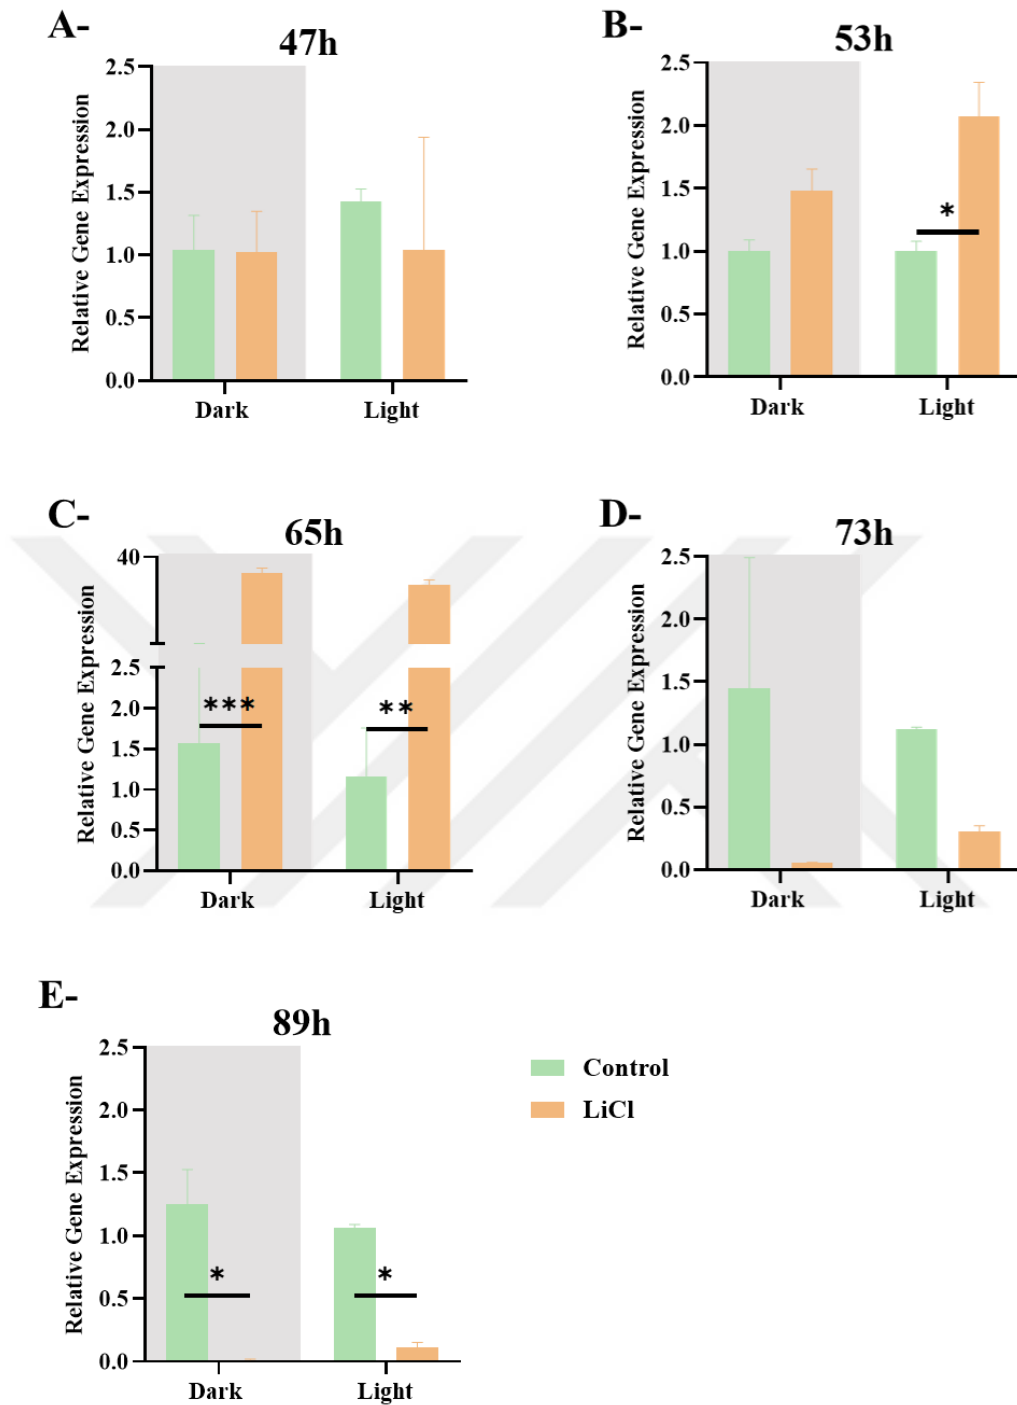 A-
47h
Relative Gene Expression
2.5
2.0
1.5
1.0
0.5
0.0
Dark Light
B-
53h
Relative Gene Expression
2.5
2.0
1.5
1.0
0.5
0.0
*
Dark Light
C-
65h
Relative Gene Expression
40
2.5
2.0
1.5
1.0
0.5
0.0
*** **
Dark Light
D-
73h
Relative Gene Expression
2.5
2.0
1.5
1.0
0.5
0.0
Dark Light
E-
89h
Relative Gene Expression
2.5
2.0
1.5
1.0
0.5
0.0
* *
Dark Light
Control
LiCl